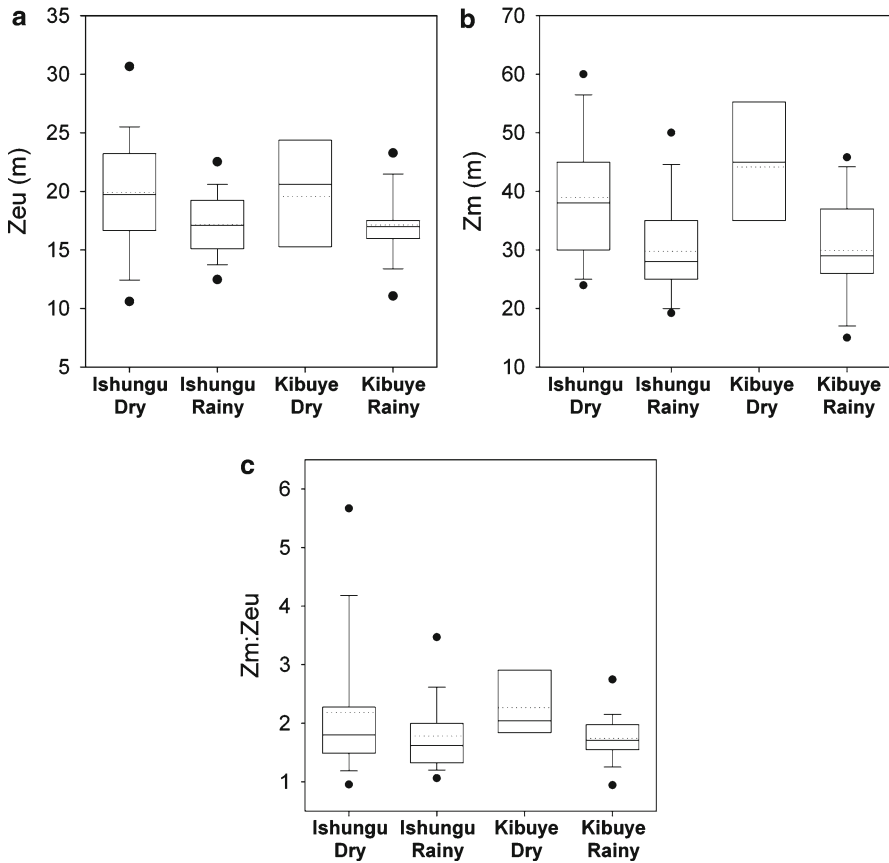 a
35
30
25
20
15
10
5
Zeu (m)
Ishungu Dry
Ishungu Rainy
Kibuye Dry
Kibuye Rainy
b
70
60
50
40
30
20
10
Zm (m)
Ishungu Dry
Ishungu Rainy
Kibuye Dry
Kibuye Rainy
c
6
5
4
3
2
1
Zm:Zeu
Ishungu Dry
Ishungu Rainy
Kibuye Dry
Kibuye Rainy